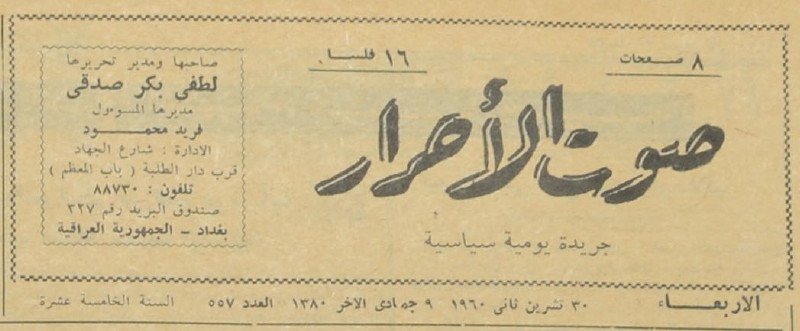 ٨ صفحات
١٦ فلسا
صوت الأحرار
جريدة يومية سياسية
صاحبها ومدير تحريرها
لطفي بكر صدقي
مديرها المسؤول
فريد محمود
الادارة : شارع الجهاد
قرب دار الطلبة ( باب المعظم )
تلفون : ٨٨٧٣٠
صندوق البريد رقم ٣٢٧
بغداد - الجمهورية العراقية
الاربعاء ٣٠ تشرين ثاني ١٩٦٠ ٩ جمادى الاخر ١٣٨٠ العدد ٥٥٧ السنة الخامسة عشرة